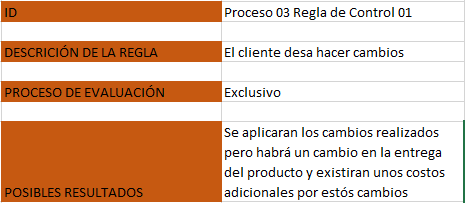 ID Proceso 03 Regla de Control 01
DESCRICIÓN DE LA REGLA El cliente desa hacer cambios
PROCESO DE EVALUACIÓN Exclusivo
Se aplicaran los cambios realizados
pero habrá un cambio en la entrega
del producto y existiran unos costos
POSIBLES RESULTADOS adicionales por estós cambios